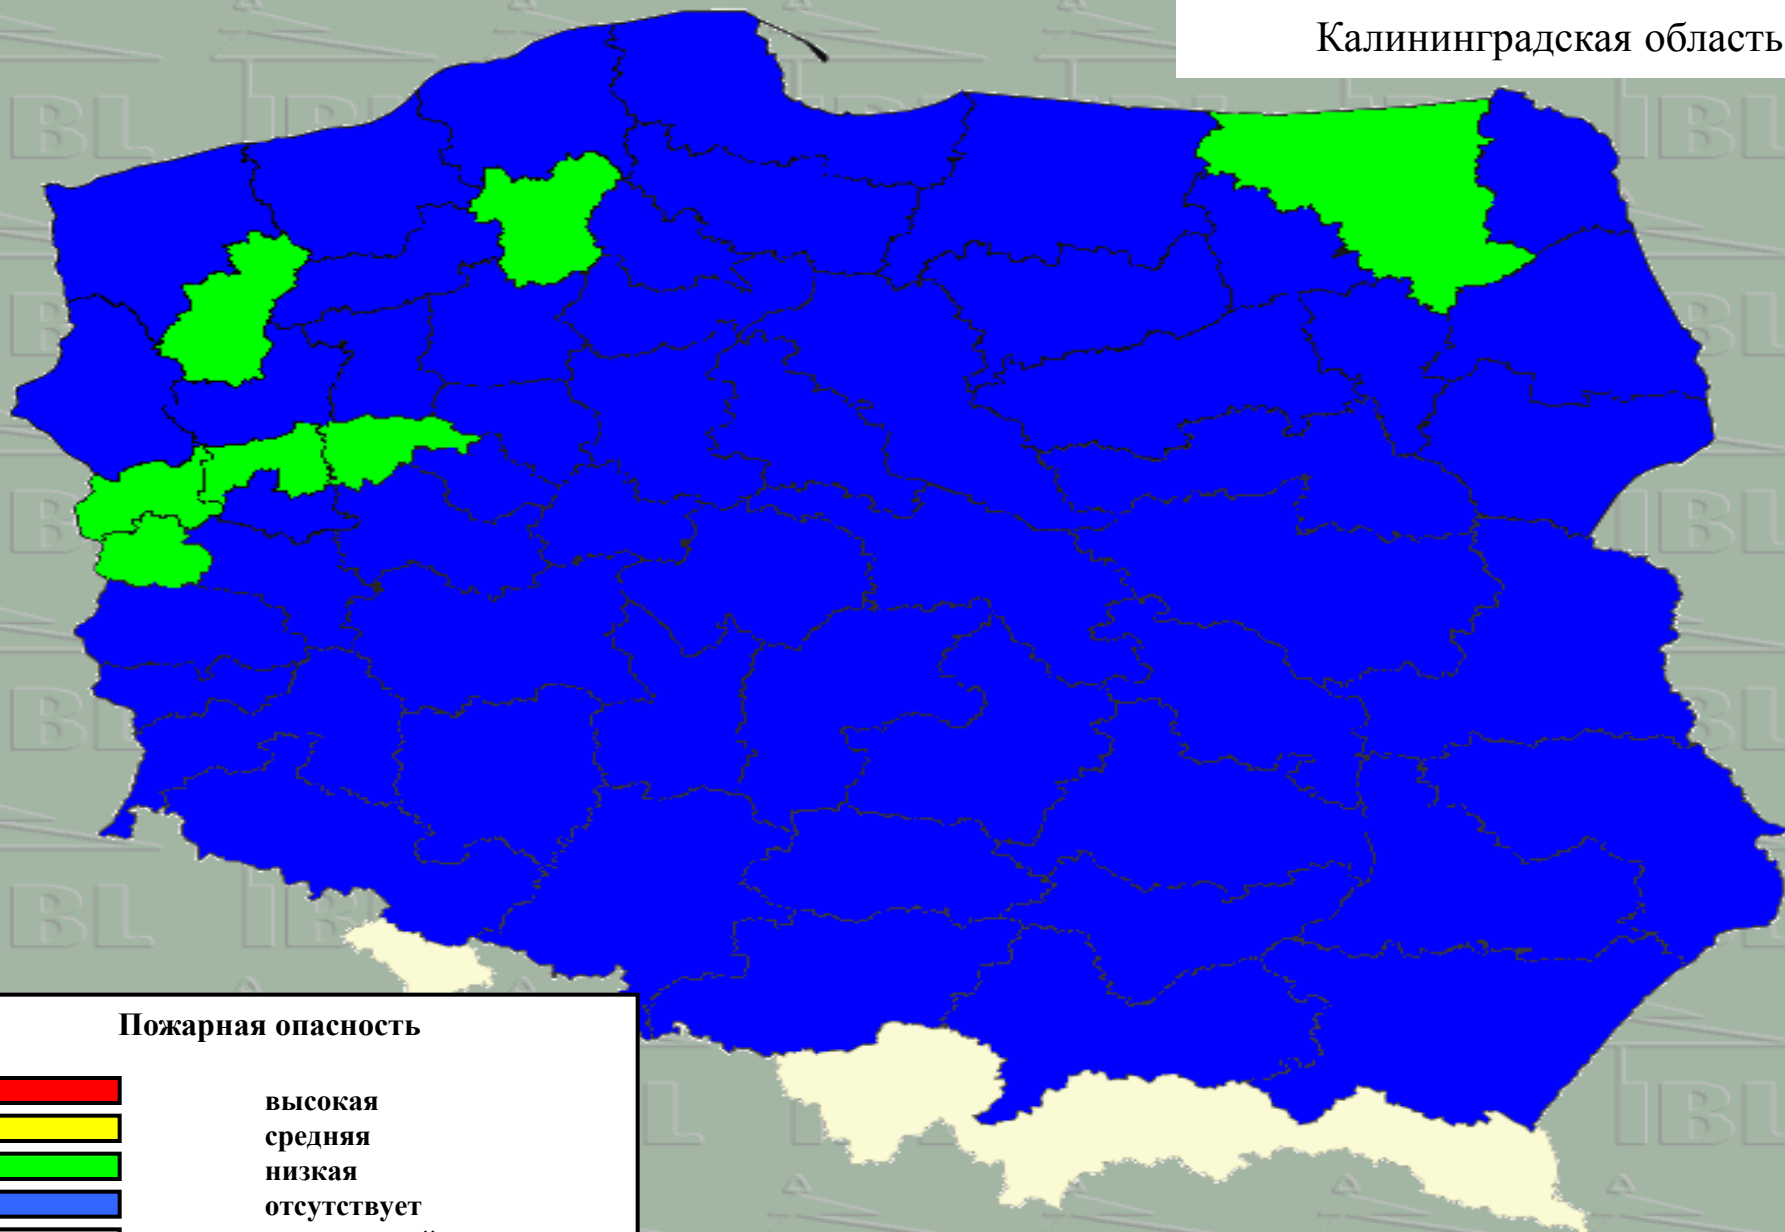 Калининградская область
Пожарная опасность
высокая
средняя
низкая
отсутствует